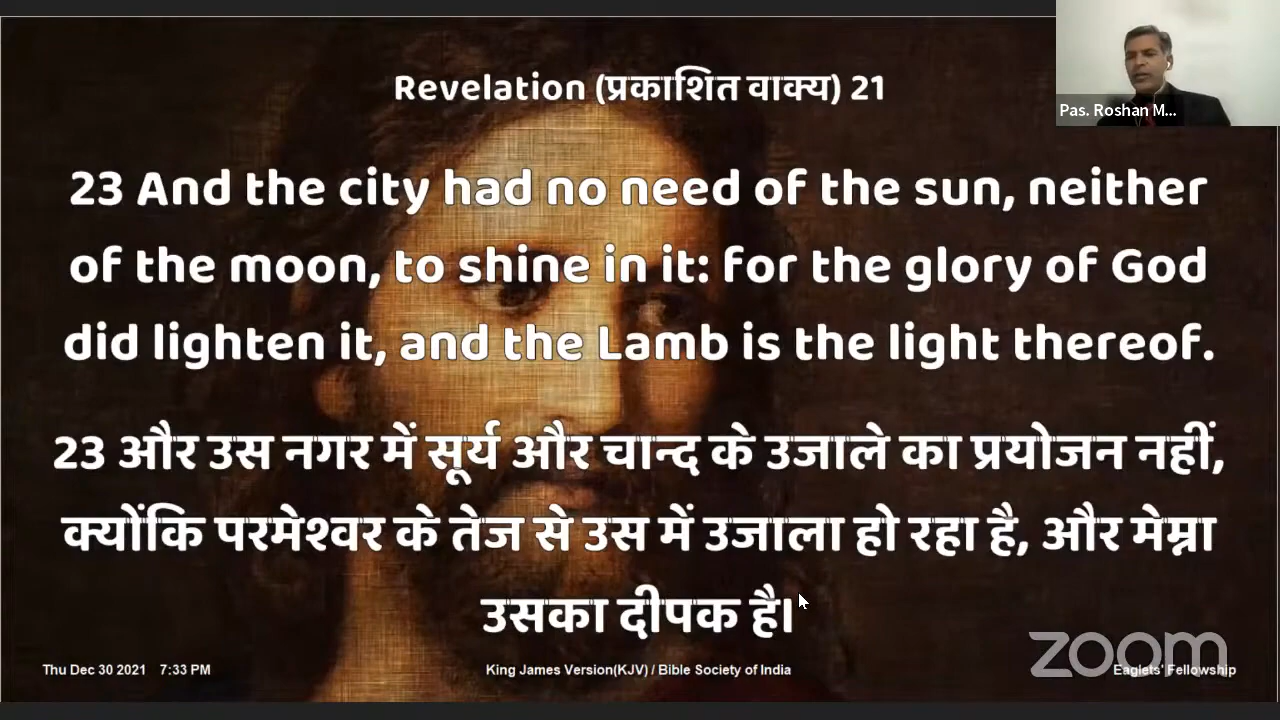 Revelation (प्रकाशित वाक्य) 21
Pas. Roshan M...
23 And the city had no need of the sun, neither
of the moon, to shine in it: for the glory of God
did lighten it, and the Lamb is the light thereof.
23 और उस नगर में सूर्य और चान्द के उजाले का प्रयोजन नहीं,
क्योंकि परमेश्वर के तेज से उस में उजाला हो रहा है, और मेम्ना
उसका दीपक है।
zoom
Thu Dec 30 2021 7:33 PM
King James Version(KJV) / Bible Society of India
Eaglets' Fellowship